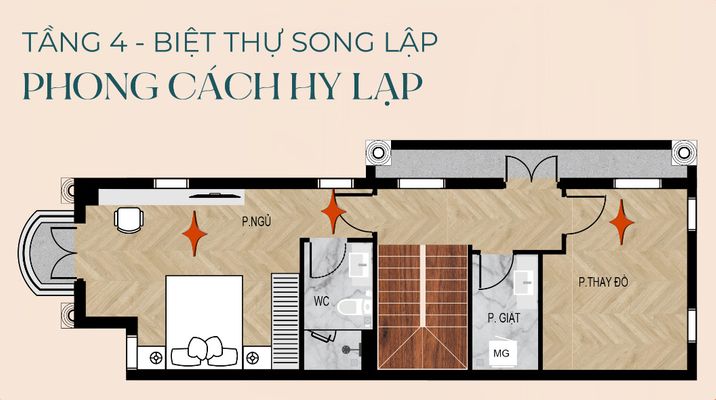 TẦNG 4 - BIỆT THỰ SONG LẬP
PHONG CÁCH HY LẠP
P.NGỦ
WC
P. GIẶT
MG
P.THAY ĐỒ